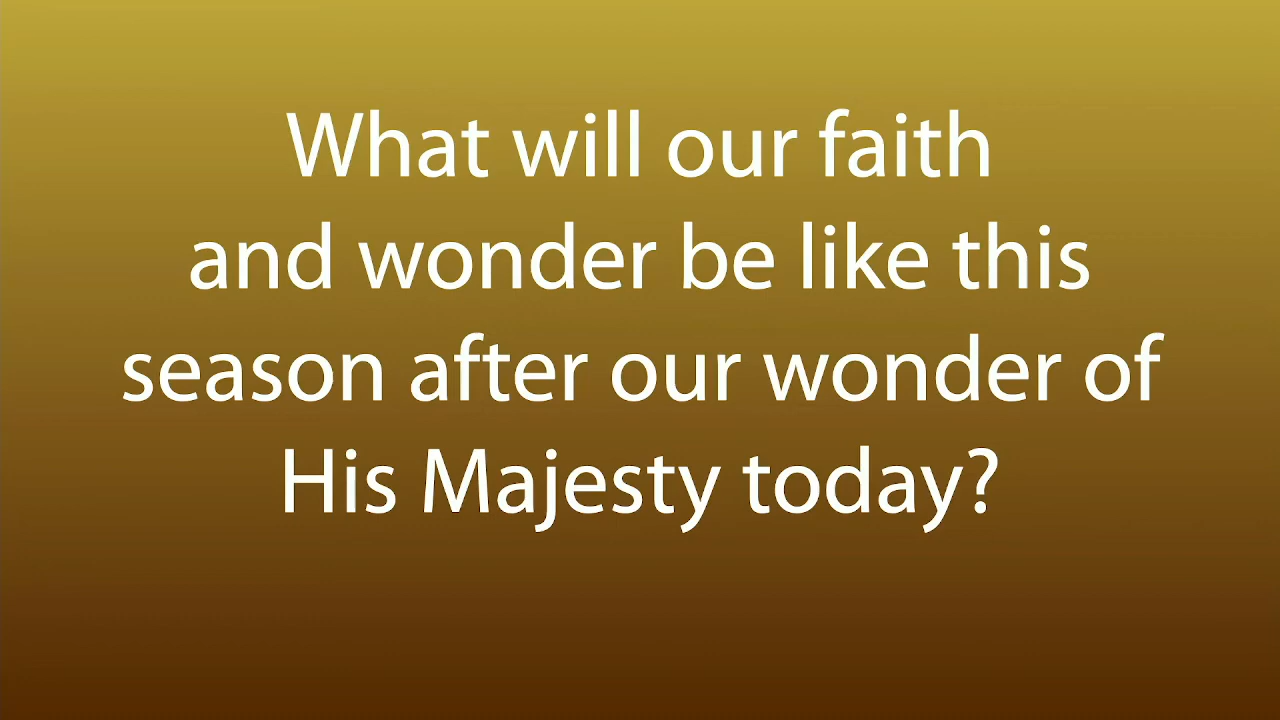 What will our faith
and wonder be like this
season after our wonder of
His Majesty today?